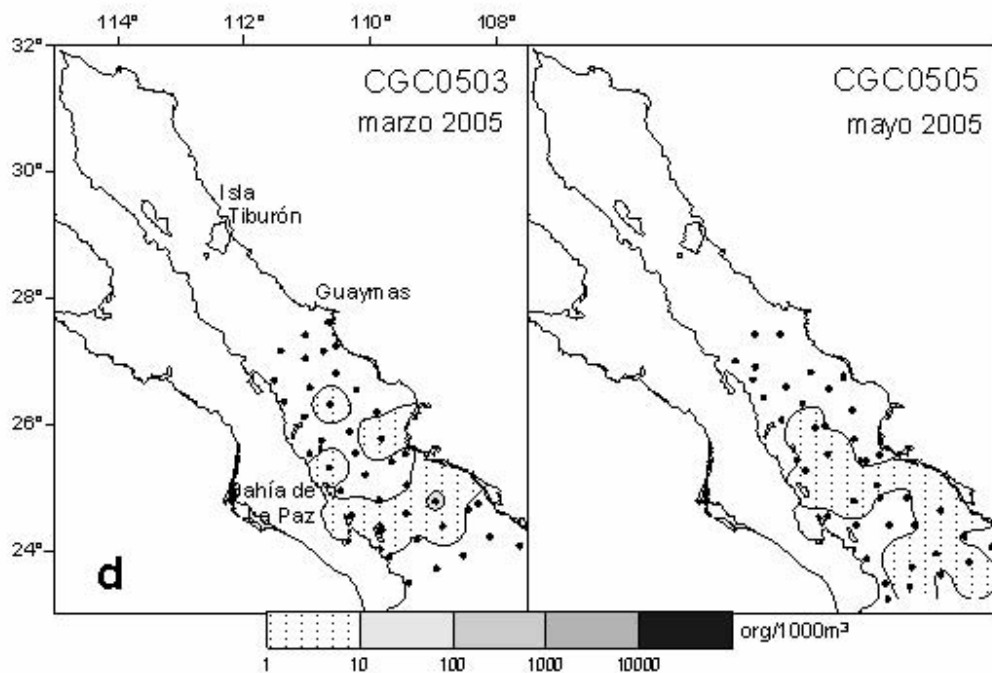 114° 112° 110° 108°
32°
30°
28°
26°
24°
CGC0503
marzo 2005
Isla
Tiburón
Guaymas
Bahía de
La Paz
d
CGC0505
mayo 2005
1 10 100 1000 10000
org/1000m³